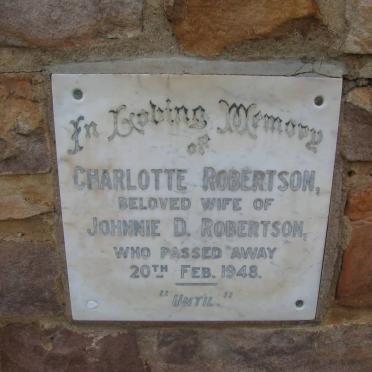 In Loving Memory
of
CHARLOTTE ROBERTSON,
BELOVED WIFE OF
JOHNNIE D. ROBERTSON,
WHO PASSED AWAY
20TH FEB. 1948.
"UNTIL."